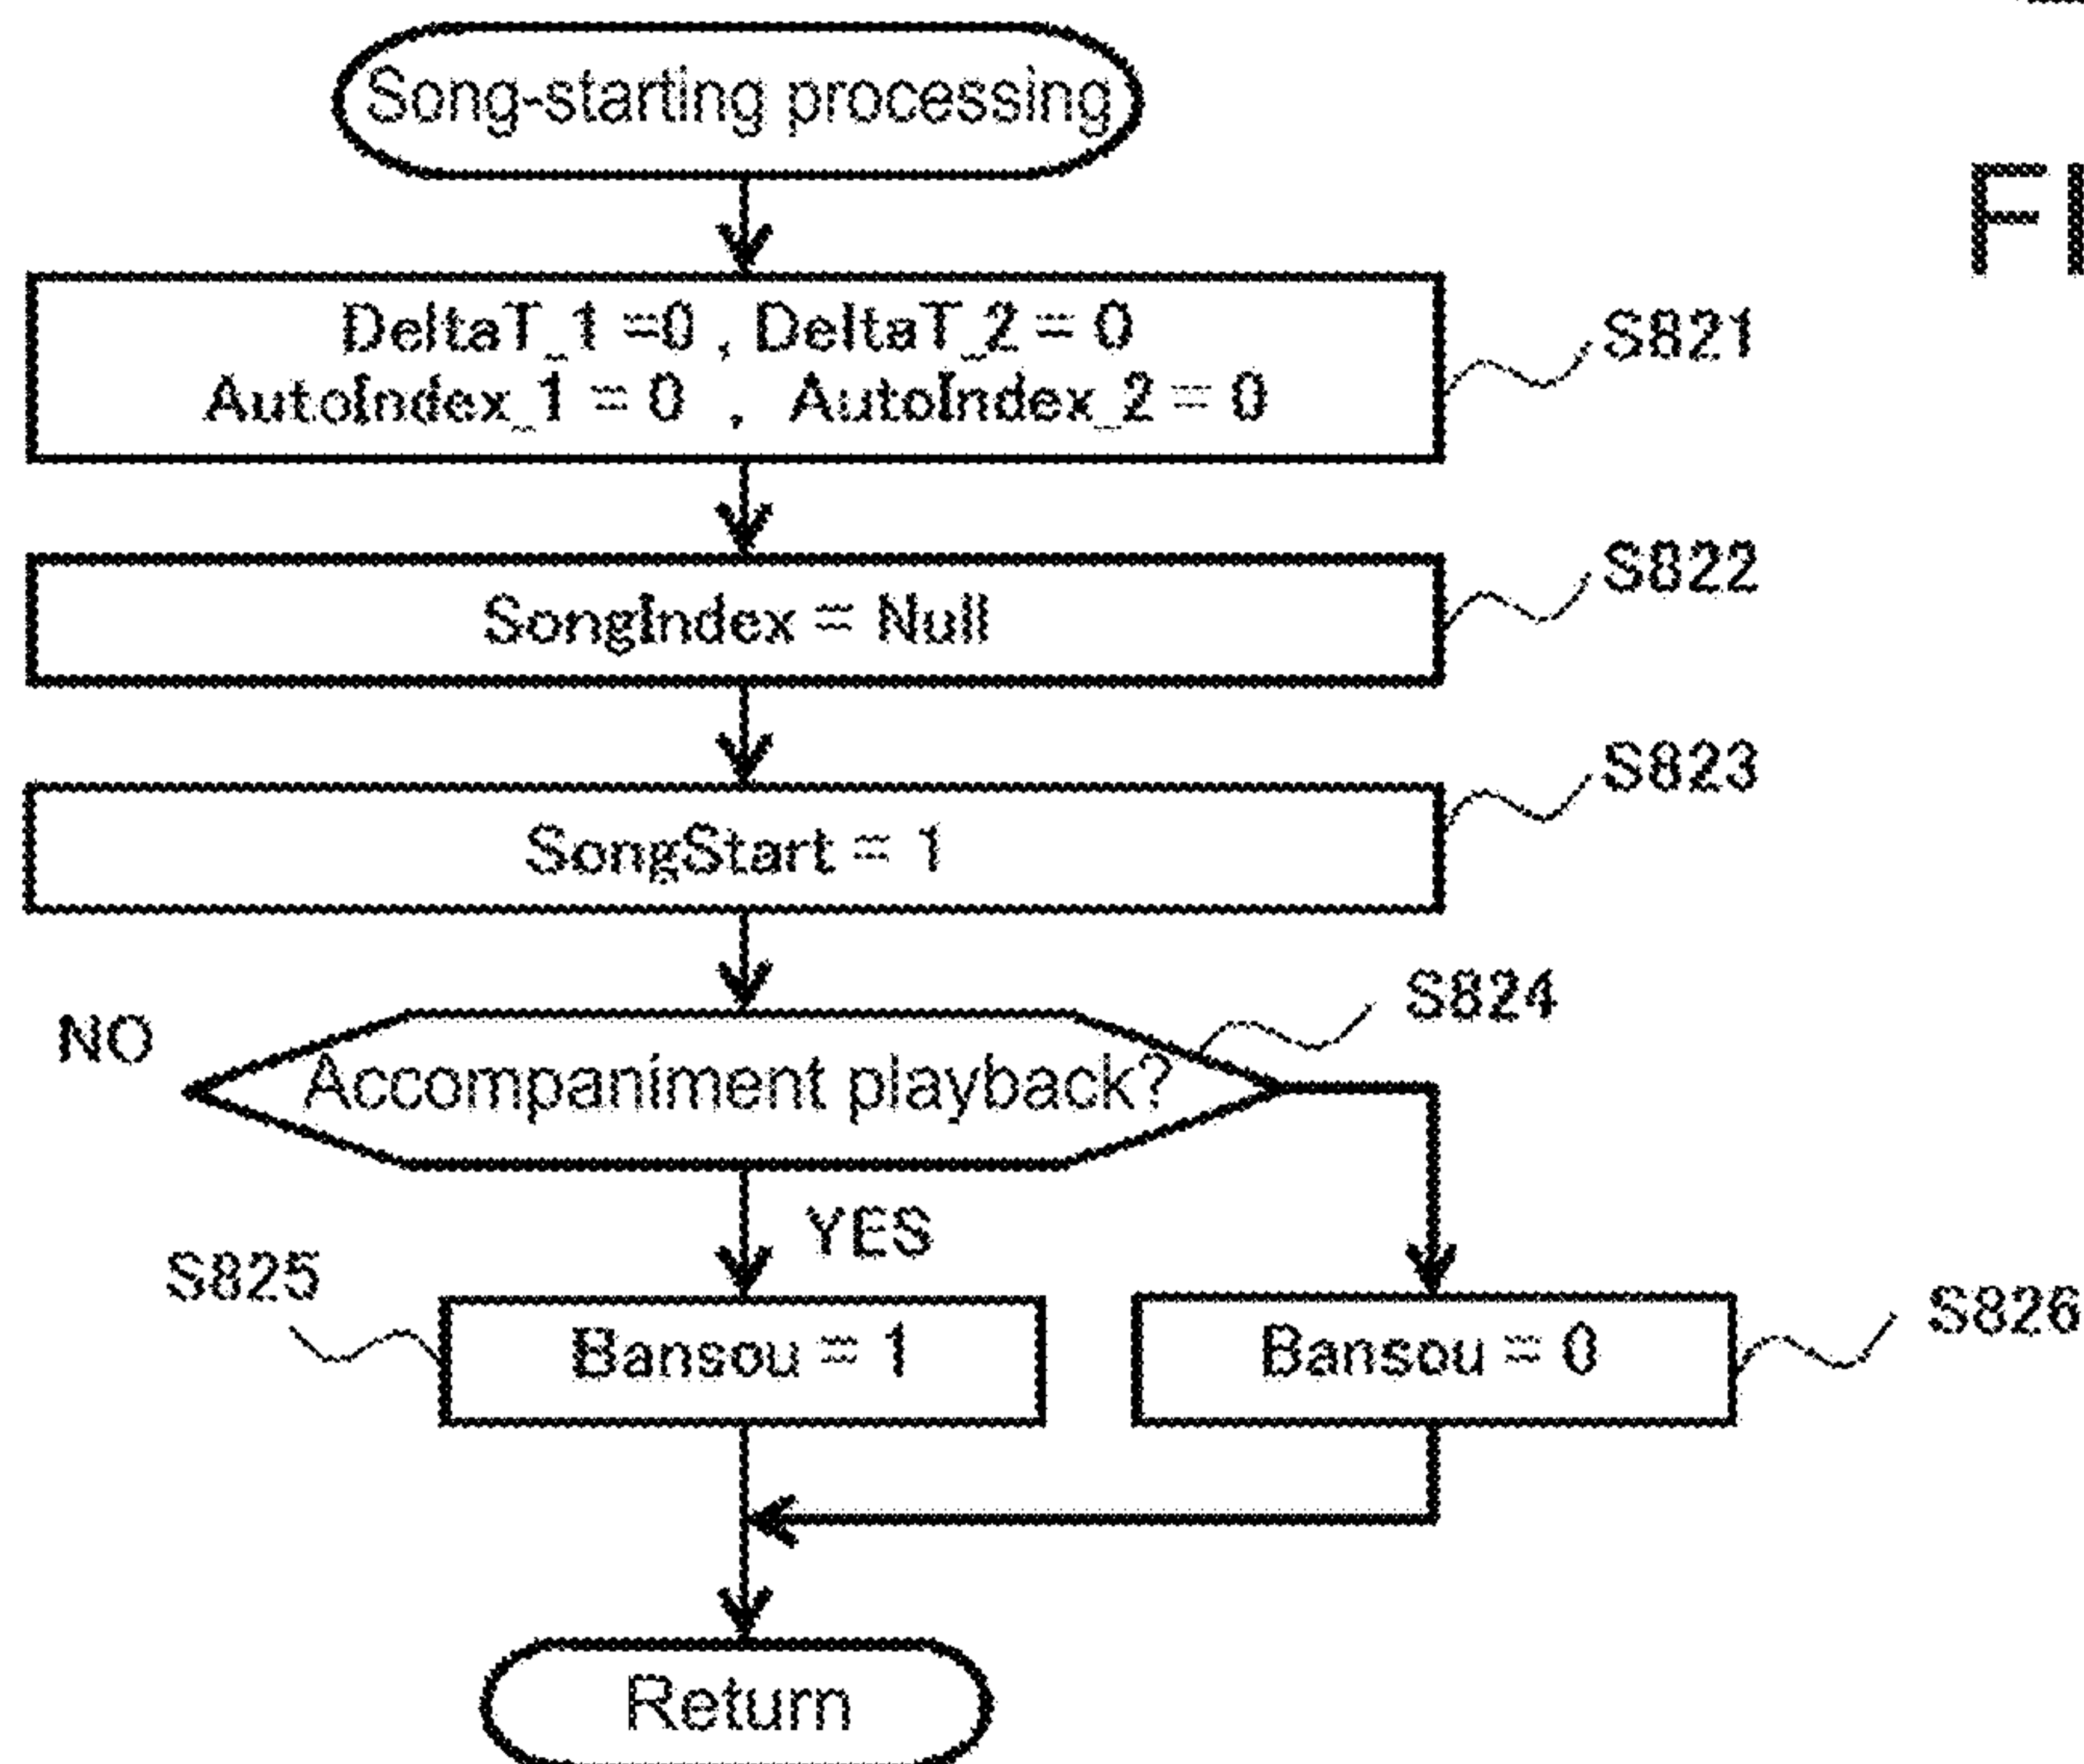 Song-starting processing
DeltaT_1 =0 , DeltaT_2 = 0
AutoIndex_1 = 0 , AutoIndex_2 = 0
S821
SongIndex = Null
S822
SongStart = 1
S823
NO
Accompaniment playback?
S824
YES
S825
Bansou = 1
Bansou = 0
S826
Return